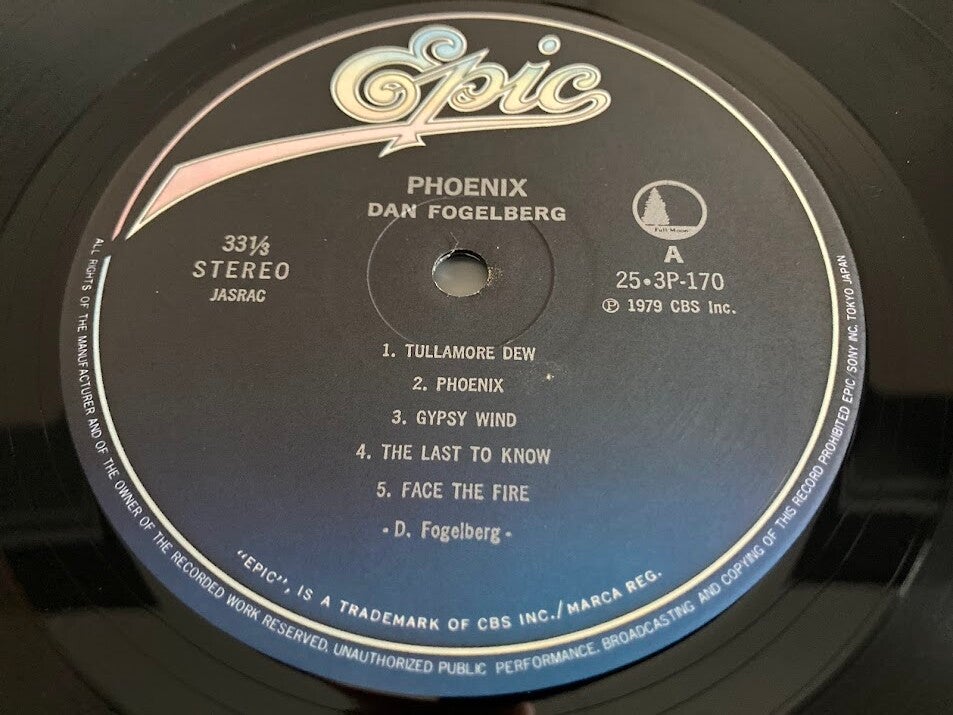 Epic
PHOENIX
DAN FOGELBERG
33⅓
STEREO
JASRAC
Full Moon
A
25•3P-170
℗ 1979 CBS Inc.
1. TULLAMORE DEW
2. PHOENIX
3. GYPSY WIND
4. THE LAST TO KNOW
5. FACE THE FIRE
- D. Fogelberg -
"EPIC", IS A TRADEMARK OF CBS INC./MARCA REG.
ALL RIGHTS OF THE MANUFACTURER AND OF THE OWNER OF THE RECORDED WORK RESERVED. UNAUTHORIZED PUBLIC PERFORMANCE. BROADCASTING AND COPYING OF THIS RECORD PROHIBITED EPIC/SONY INC. TOKYO JAPAN